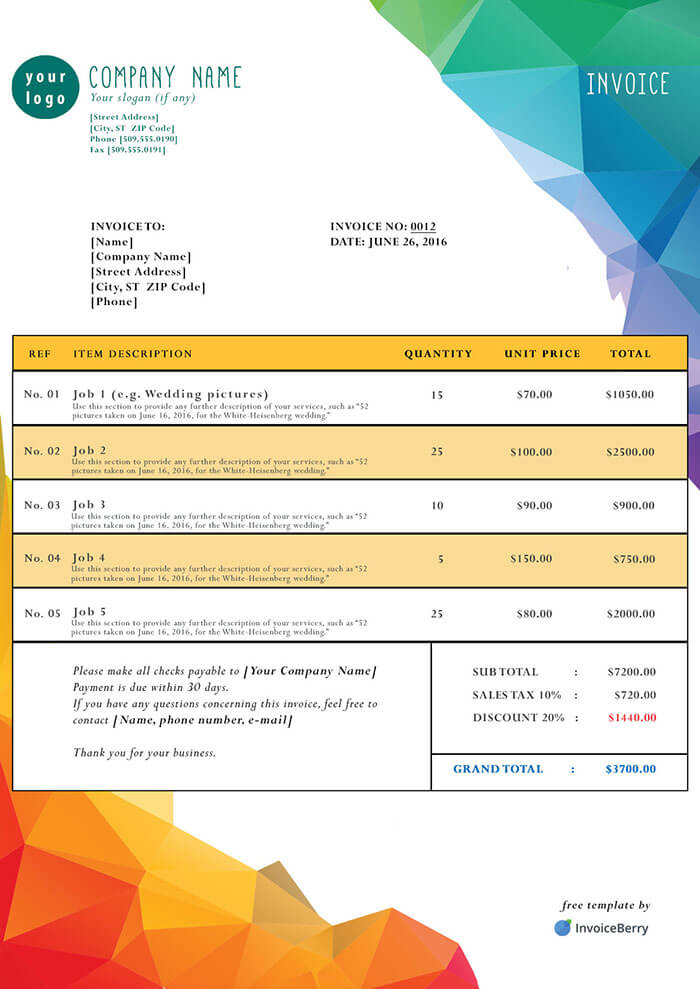 your
logo
COMPANY NAME
Your slogan (if any)
[Street Address]
[City, ST ZIP Code]
Phone [509.555.0190]
Fax [509.555.0191]
INVOICE
INVOICE TO:
[Name]
[Company Name]
[Street Address]
[City, ST ZIP Code]
[Phone]
INVOICE NO: 0012
DATE: JUNE 26, 2016
REF ITEM DESCRIPTION QUANTITY UNIT PRICE TOTAL
No. 01 Job 1 (e.g. Wedding pictures) 15 $70.00 $1050.00
Use this section to provide any further description of your services, such as "52
pictures taken on June 16, 2016, for the White-Heisenberg wedding."
No. 02 Job 2 25 $100.00 $2500.00
Use this section to provide any further description of your services, such as "52
pictures taken on June 16, 2016, for the White-Heisenberg wedding."
No. 03 Job 3 10 $90.00 $900.00
Use this section to provide any further description of your services, such as "52
pictures taken on June 16, 2016, for the White-Heisenberg wedding."
No. 04 Job 4 5 $150.00 $750.00
Use this section to provide any further description of your services, such as "52
pictures taken on June 16, 2016, for the White-Heisenberg wedding."
No. 05 Job 5 25 $80.00 $2000.00
Use this section to provide any further description of your services, such as "52
pictures taken on June 16, 2016, for the White-Heisenberg wedding."
Please make all checks payable to [Your Company Name]
Payment is due within 30 days.
If you have any questions concerning this invoice, feel free to
contact [Name, phone number, e-mail]
Thank you for your business.
SUB TOTAL : $7200.00
SALES TAX 10% : $720.00
DISCOUNT 20% : $1440.00
GRAND TOTAL : $3700.00
free template by
InvoiceBerry